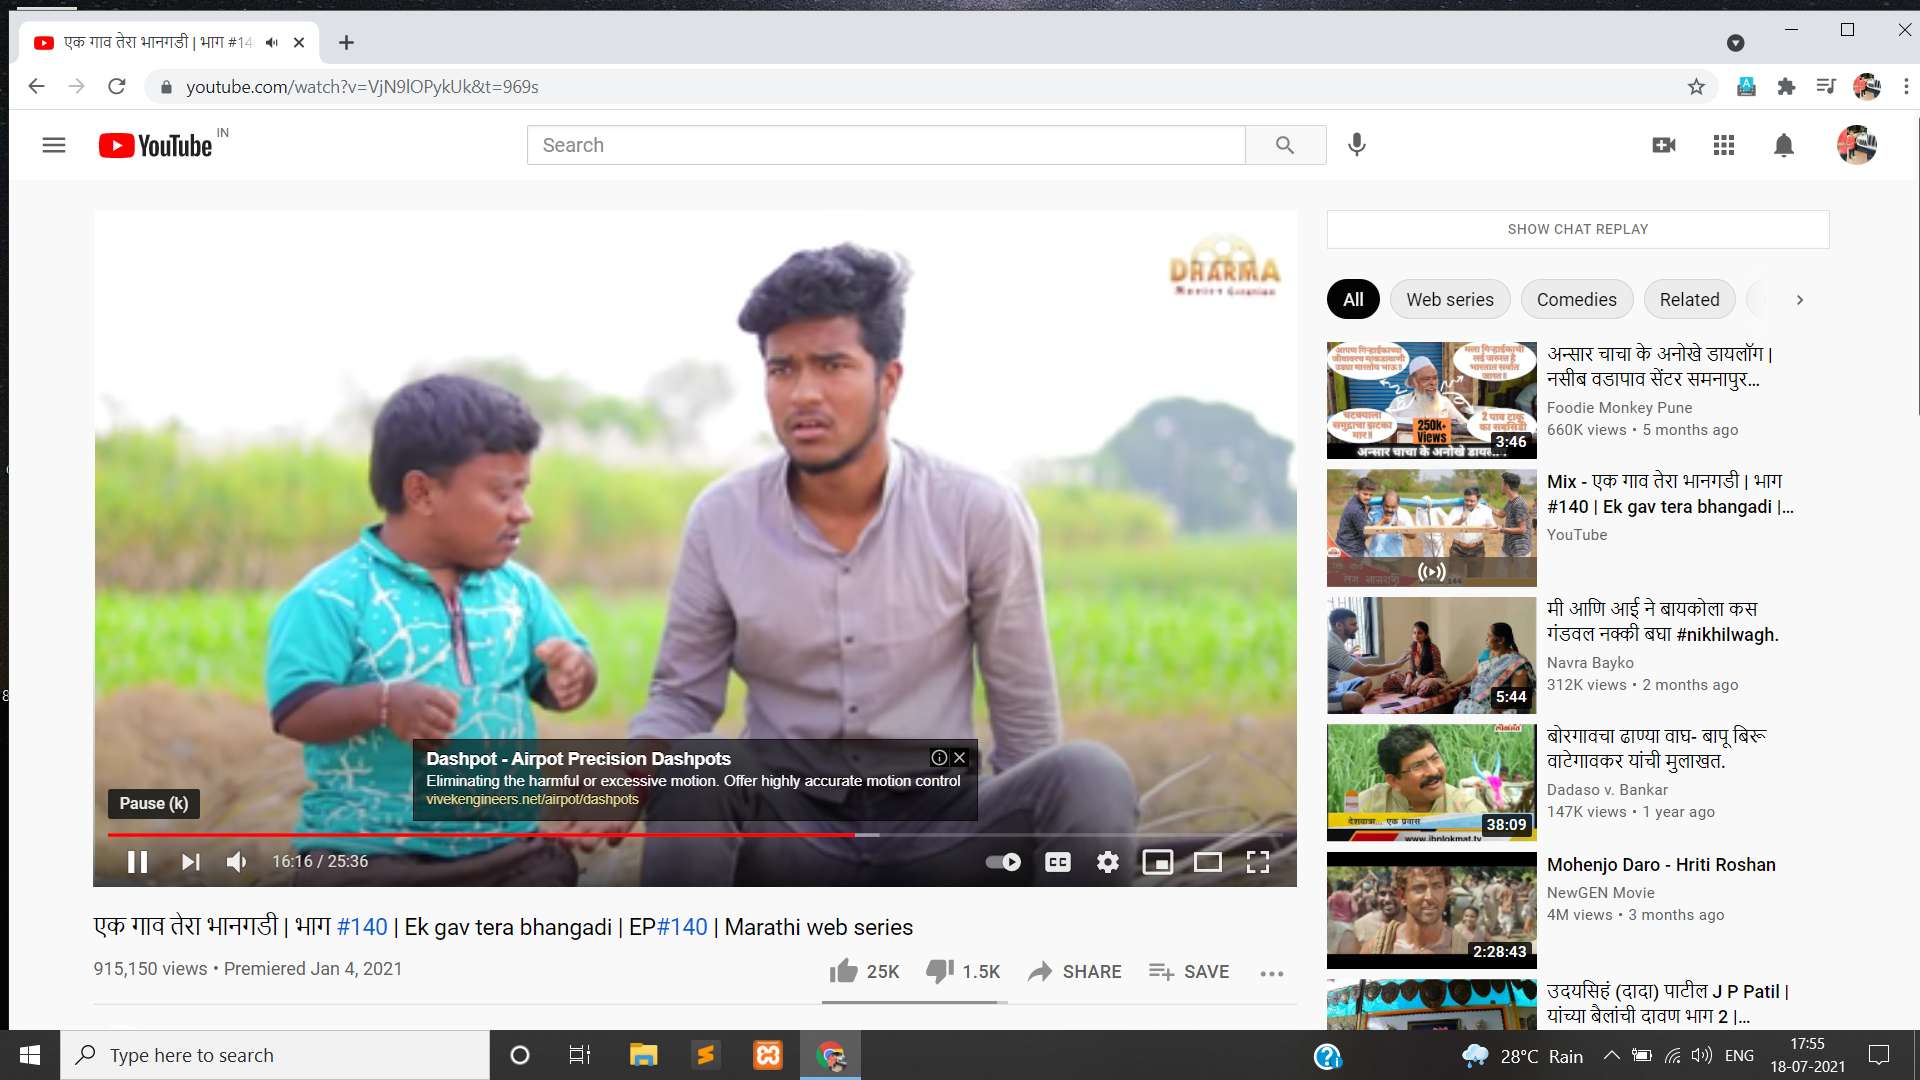 एक गाव तेरा भानगडी | भाग #14
youtube.com/watch?v=VjN9lOPykUk&t=969s
YouTube IN
Search
DHARMA
SHOW CHAT REPLAY
All Web series Comedies Related
अन्सार चाचा के अनोखे डायलॉग |
नसीब वडापाव सेंटर समनापुर...
Foodie Monkey Pune
660K views • 5 months ago
250k+
Views
3:46
Mix - एक गाव तेरा भानगडी | भाग
#140 | Ek gav tera bhangadi |...
YouTube
मी आणि आई ने बायकोला कस
गंडवल नक्की बघा #nikhilwagh.
Navra Bayko
312K views • 2 months ago
5:44
बोरगावचा ढाण्या वाघ- बापू बिरू
वाटेगावकर यांची मुलाखत.
Dadaso v. Bankar
147K views • 1 year ago
38:09
www.ibnlokmat.tv
Mohenjo Daro - Hriti Roshan
NewGEN Movie
4M views • 3 months ago
2:28:43
उदयसिहं (दादा) पाटील J P Patil |
यांच्या बैलांची दावण भाग 2 |...
Dashpot - Airpot Precision Dashpots
Eliminating the harmful or excessive motion. Offer highly accurate motion control
vivekengineers.net/airpot/dashpots
Pause (k)
16:16 / 25:36
CC
एक गाव तेरा भानगडी | भाग #140 | Ek gav tera bhangadi | EP#140 | Marathi web series
915,150 views • Premiered Jan 4, 2021
25K 1.5K SHARE SAVE
Type here to search
28°C Rain
ENG
17:55
18-07-2021